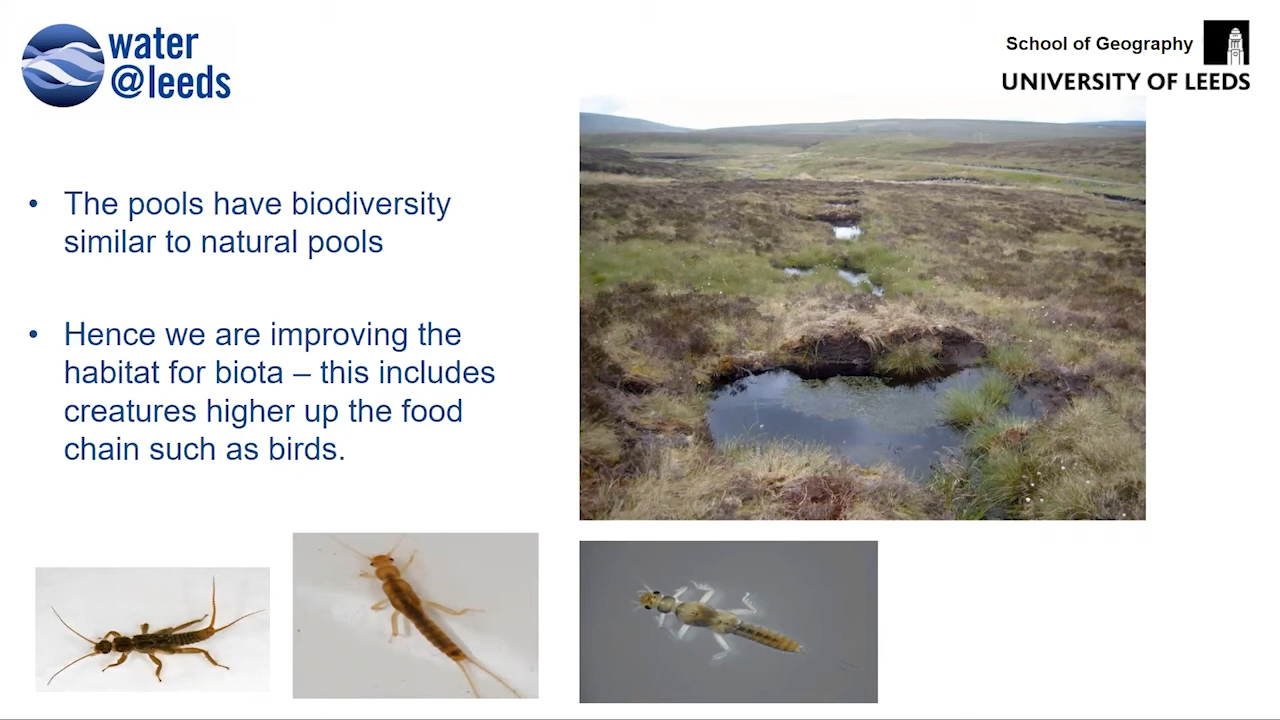 water
@leeds
School of Geography
UNIVERSITY OF LEEDS
• The pools have biodiversity
similar to natural pools
• Hence we are improving the
habitat for biota – this includes
creatures higher up the food
chain such as birds.